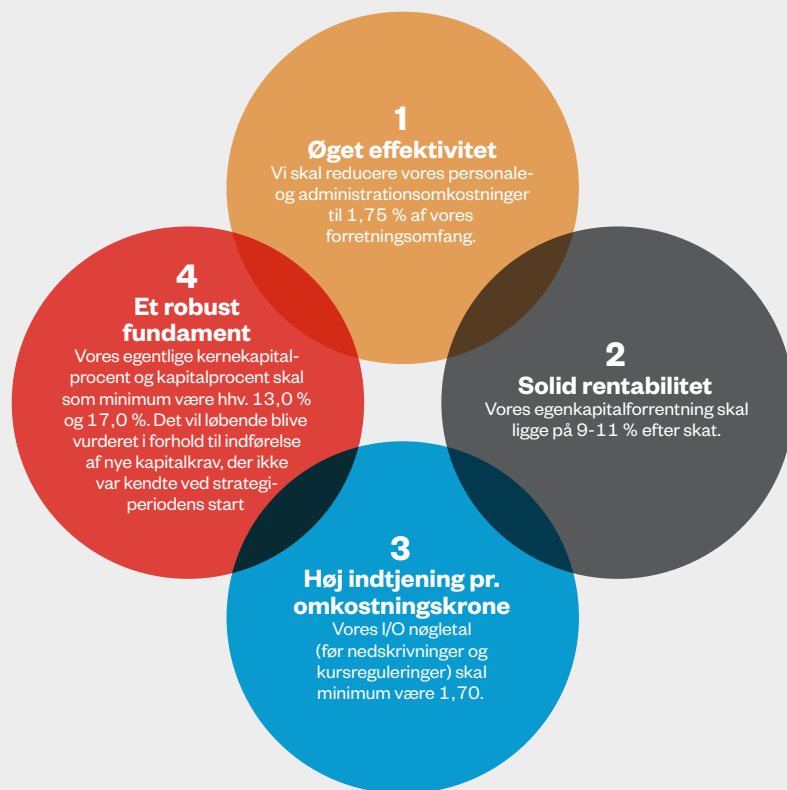 1
Øget effektivitet
Vi skal reducere vores personale-
og administrationsomkostninger
til 1,75 % af vores
forretningsomfang.
2
Solid rentabilitet
Vores egenkapitalforrentning skal
ligge på 9-11 % efter skat.
3
Høj indtjening pr.
omkostningskrone
Vores I/O nøgletal
(før nedskrivninger og
kursreguleringer) skal
minimum være 1,70.
4
Et robust
fundament
Vores egentlige kernekapital-
procent og kapitalprocent skal
som minimum være hhv. 13,0 %
og 17,0 %. Det vil løbende blive
vurderet i forhold til indførelse
af nye kapitalkrav, der ikke
var kendte ved strategi-
periodens start